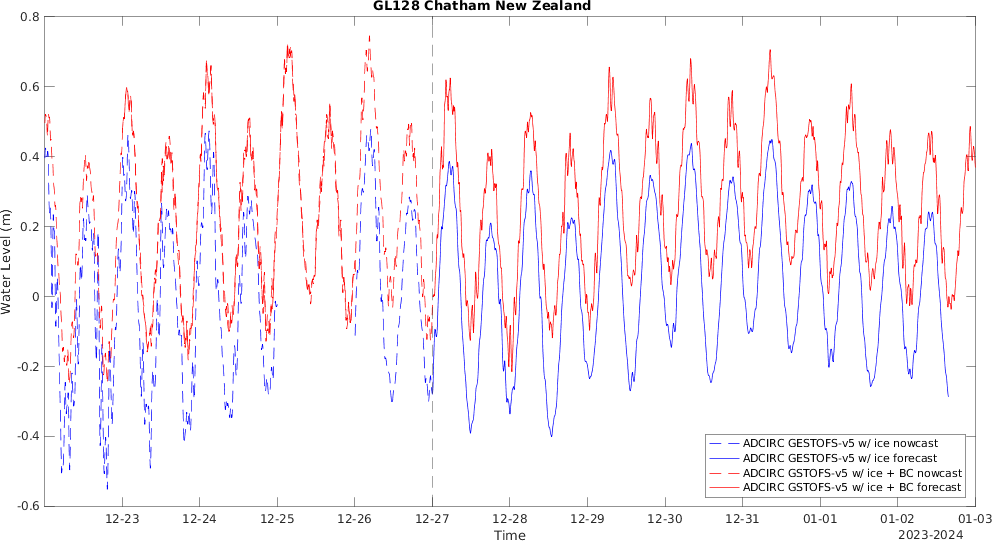 GL128 Chatham New Zealand
0.8
0.6
0.4
0.2
0
-0.2
-0.4
-0.6
Water Level (m)
ADCIRC GESTOFS-v5 w/ ice nowcast
ADCIRC GESTOFS-v5 w/ ice forecast
ADCIRC GSTOFS-v5 w/ ice + BC nowcast
ADCIRC GSTOFS-v5 w/ ice + BC forecast
12-23 12-24 12-25 12-26 12-27 12-28 12-29 12-30 12-31 01-01 01-02 01-03
Time
2023-2024